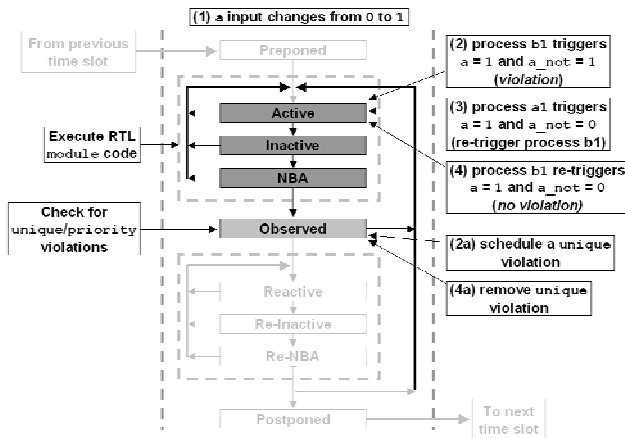 (1) a input changes from 0 to 1
From previous
time slot
Preponed
(2) process b1 triggers
a = 1 and a_not = 1
(violation)
Active
(3) process a1 triggers
a = 1 and a_not = 0
(re-trigger process b1)
Execute RTL
module code
Inactive
(4) process b1 re-triggers
a = 1 and a_not = 0
(no violation)
NBA
Check for
unique/priority
violations
Observed
(2a) schedule a unique
violation
Reactive
(4a) remove unique
violation
Re-Inactive
Re-NBA
Postponed
To next
time slot